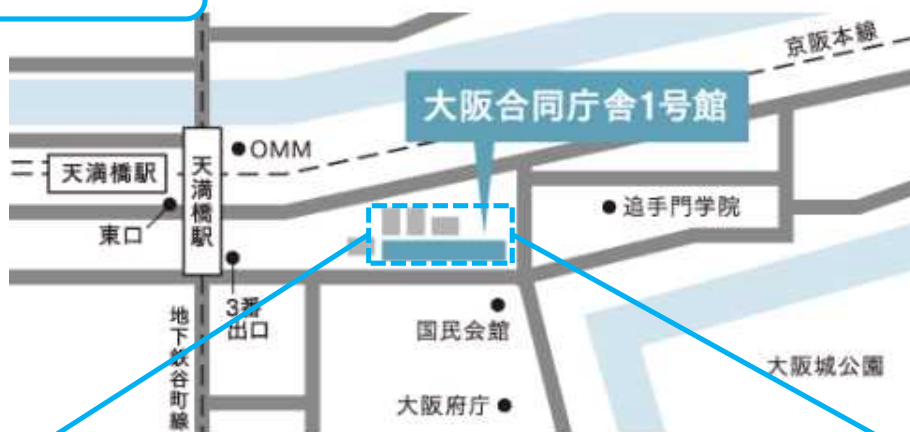 京阪本線
大阪合同庁舎1号館
OMM
天満橋駅
天満橋駅
東口
追手門学院
3番
出口
国民会館
地下鉄谷町線
大阪城公園
大阪府庁